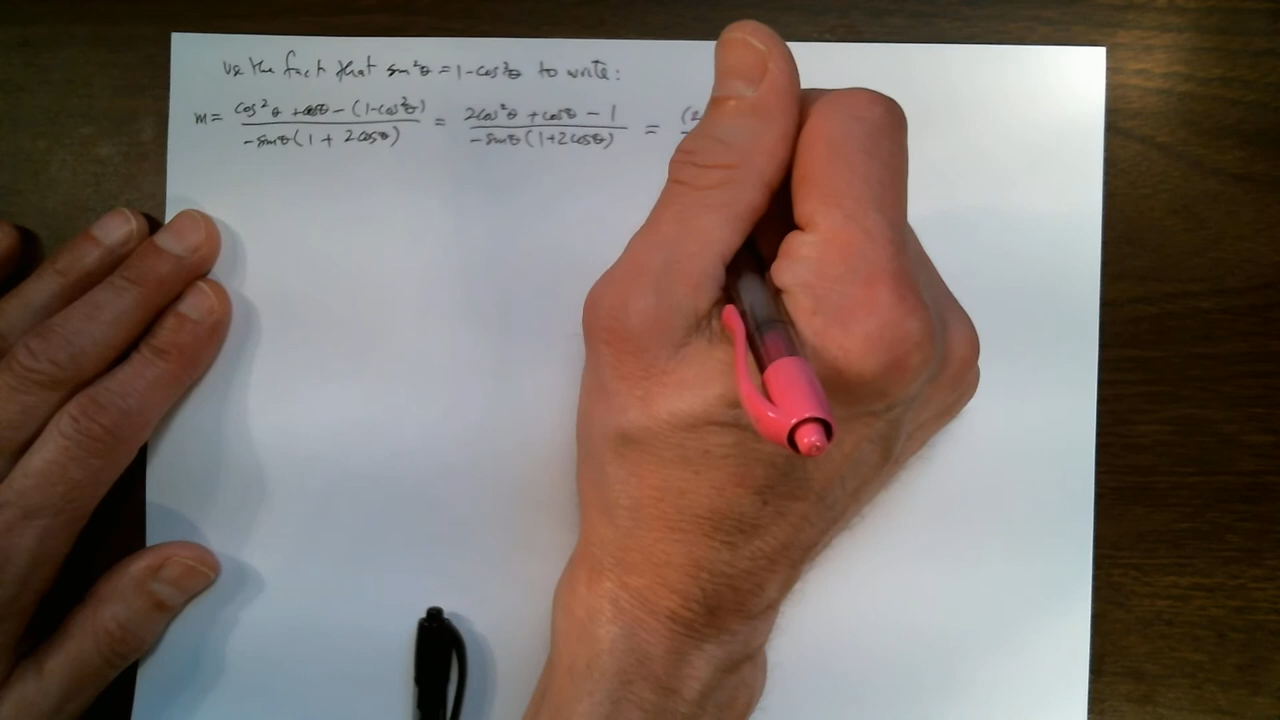 Use the fact that sin²θ = 1-cos²θ to write:
m = (cos²θ + cosθ - (1-cos²θ))/(-sinθ(1 + 2cosθ)) = (2cos²θ + cosθ - 1)/(-sinθ(1+2cosθ)) = (2